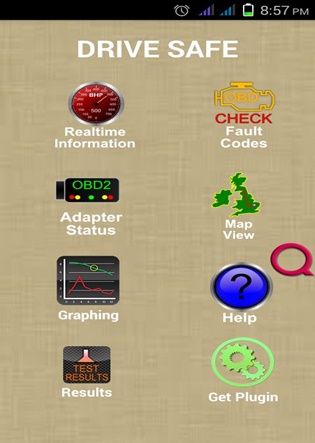 8:57 PM
DRIVE SAFE
BHP
500
Realtime
Information
OBD
CHECK
Fault
Codes
OBD2
Adapter
Status
Map
View
Graphing
?
Help
TEST
RESULTS
Results
Get Plugin